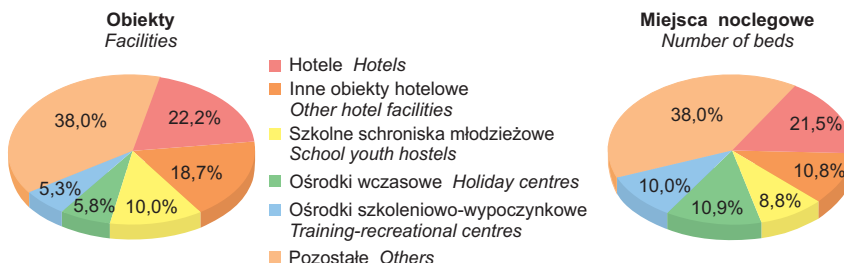 Obiekty
Facilities
38,0%
22,2%
18,7%
10,0%
5,8%
5,3%
Hotele Hotels
Inne obiekty hotelowe
Other hotel facilities
Szkolne schroniska młodzieżowe
School youth hostels
Ośrodki wczasowe Holiday centres
Ośrodki szkoleniowo-wypoczynkowe
Training-recreational centres
Pozostałe Others
Miejsca noclegowe
Number of beds
38,0%
21,5%
10,8%
8,8%
10,9%
10,0%